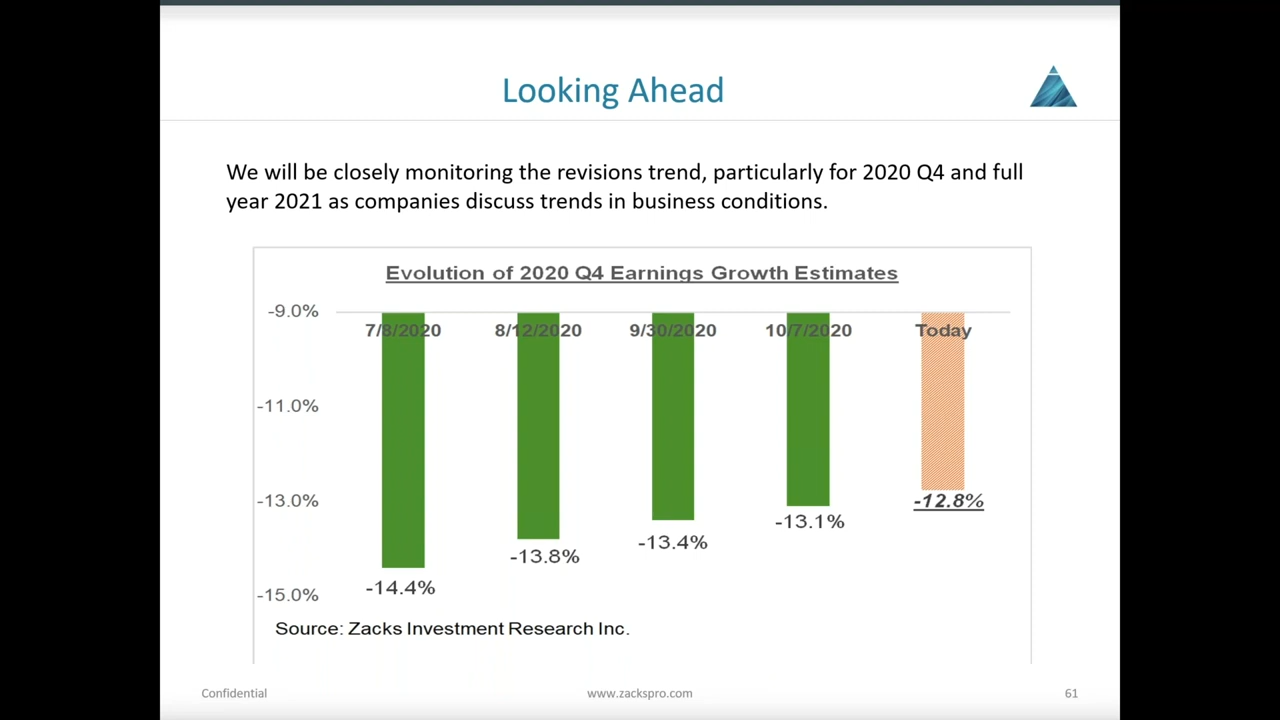 Looking Ahead
We will be closely monitoring the revisions trend, particularly for 2020 Q4 and full
year 2021 as companies discuss trends in business conditions.
Evolution of 2020 Q4 Earnings Growth Estimates
-9.0%
7/8/2020 8/12/2020 9/30/2020 10/7/2020 Today
-11.0%
-13.0%
-12.8%
-13.1%
-13.4%
-13.8%
-14.4%
-15.0%
Source: Zacks Investment Research Inc.
Confidential www.zackspro.com 61